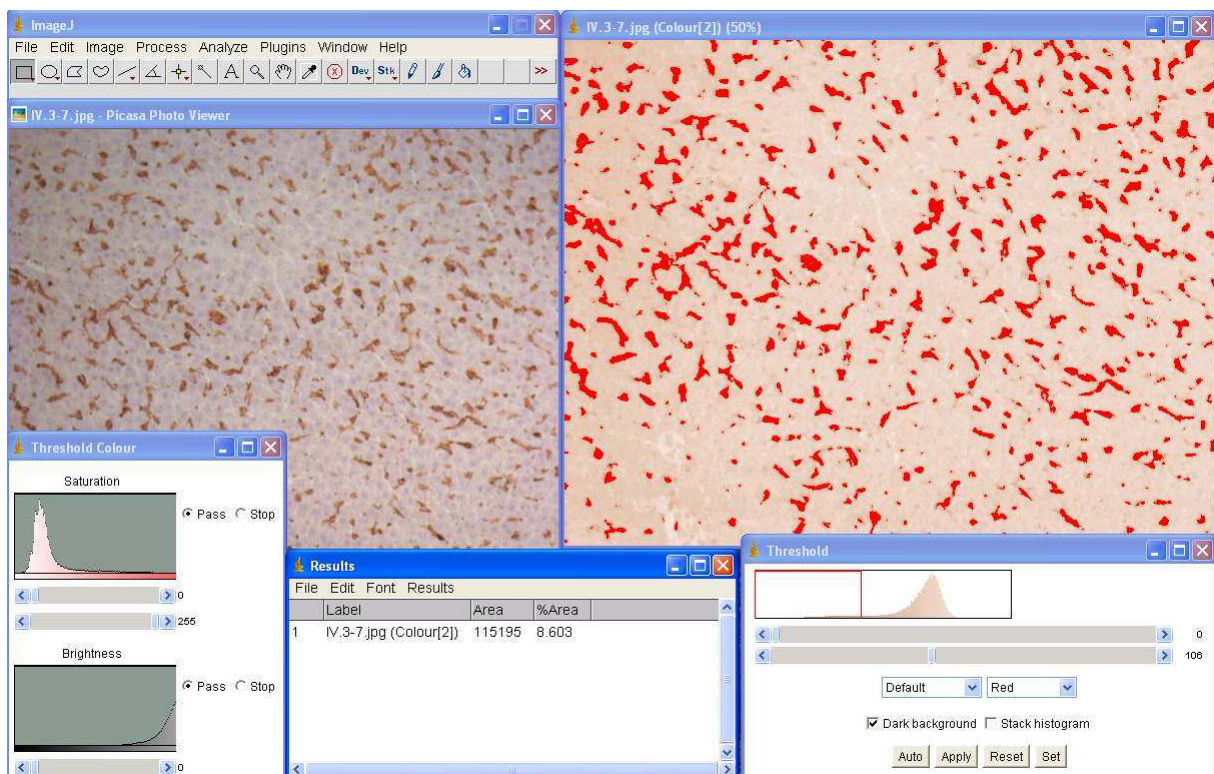 ImageJ
File Edit Image Process Analyze Plugins Window Help
A Dev Stk >>
IV.3-7.jpg - Picasa Photo Viewer
IV.3-7.jpg (Colour[2]) (50%)
Threshold Colour
Saturation
Pass Stop
0
255
Brightness
Pass Stop
0
Results
File Edit Font Results
Label Area %Area
1 IV.3-7.jpg (Colour[2]) 115195 8.603
Threshold
0
106
Default Red
Dark background Stack histogram
Auto Apply Reset Set